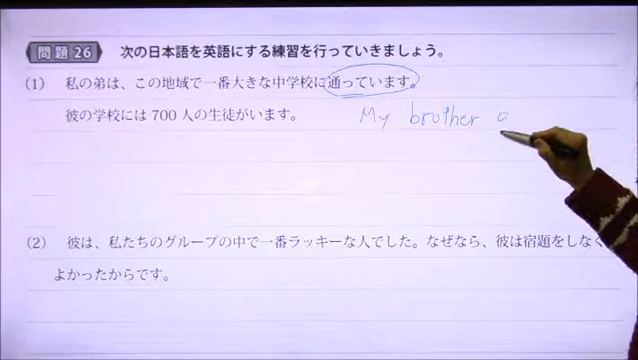 問題 26 次の日本語を英語にする練習を行っていきましょう。
(1) 私の弟は、この地域で一番大きな中学校に通っています。
彼の学校には 700 人の生徒がいます。 My brother
(2) 彼は、私たちのグループの中で一番ラッキーな人でした。なぜなら、彼は宿題をしなく
よかったからです。